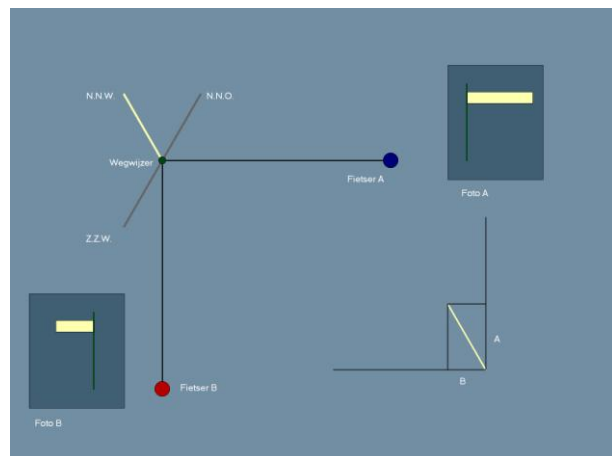 N.N.W.
N.N.O.
Wegwijzer
Fietser A
Foto A
Z.Z.W.
A
B
Fietser B
Foto B